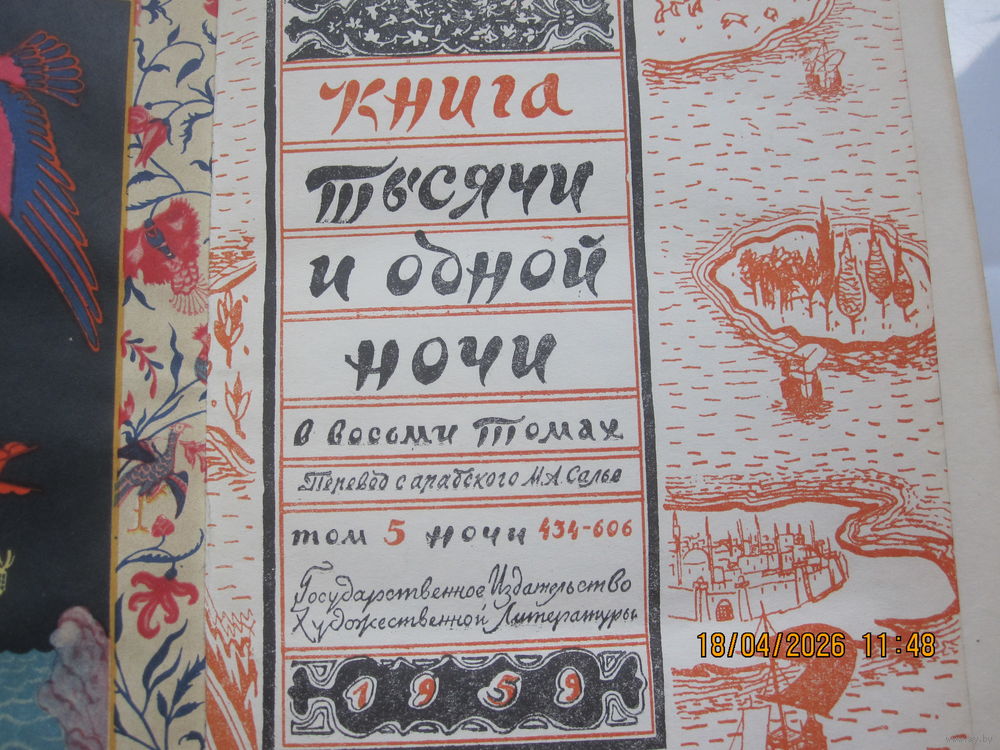 книга
тысячи
и одной
ночи
в восьми томах
Перевод с арабского М.А. Салье
том 5 ночи 434-606
Государственное Издательство
Художественной Литературы
1959
18/04/2026 11:48